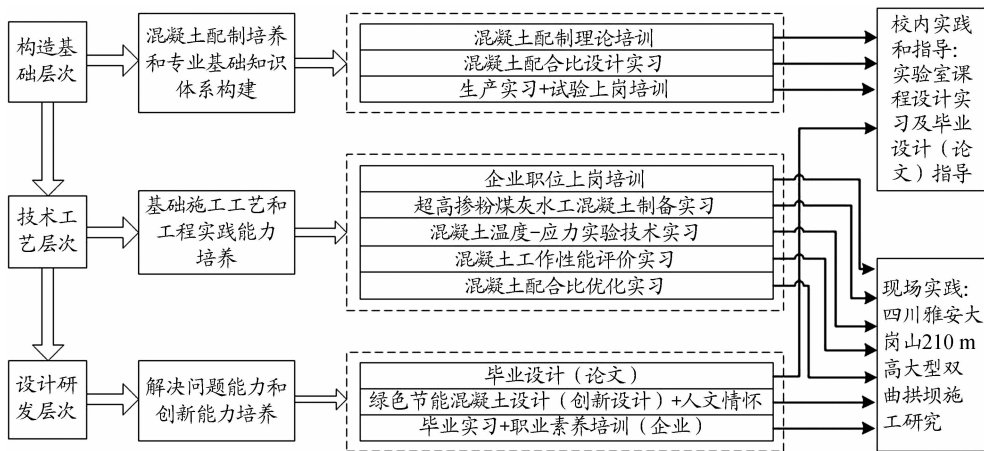 构造基
础层次
混凝土配制培养
和专业基础知识
体系构建
混凝土配制理论培训
混凝土配合比设计实习
生产实习+试验上岗培训
校内实践
和指导:
实验室课
程设计实
习及毕业
设计(论
文)指导
技术工
艺层次
基础施工工艺和
工程实践能力
培养
企业职位上岗培训
超高掺粉煤灰水工混凝土制备实习
混凝土温度-应力实验技术实习
混凝土工作性能评价实习
混凝土配合比优化实习
现场实践:
四川雅安大
岗山210 m
高大型双
曲拱坝施
工研究
设计研
发层次
解决问题能力和
创新能力培养
毕业设计(论文)
绿色节能混凝土设计(创新设计)+人文情怀
毕业实习+职业素养培训(企业)